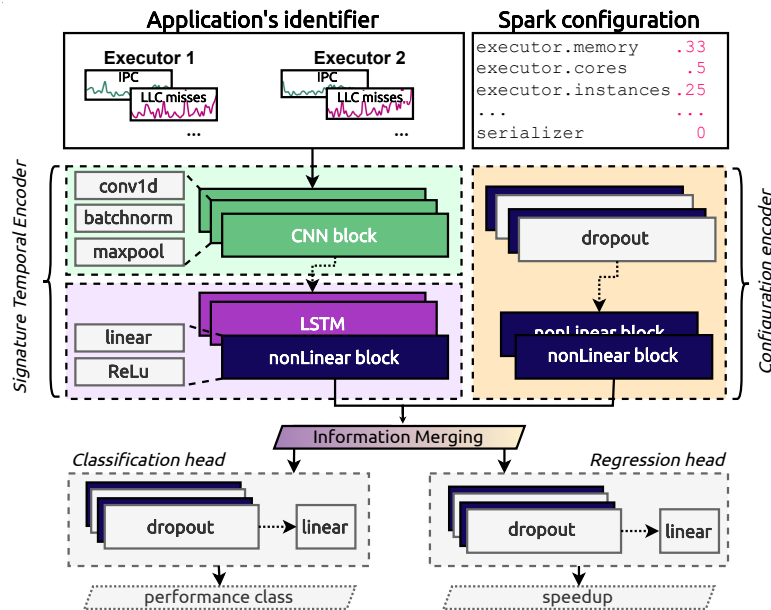 Application's identifier
Spark configuration
Executor 1
Executor 2
IPC
IPC
LLC misses
LLC misses
...
...
executor.memory .33
executor.cores .5
executor.instances .25
... ...
serializer 0
Signature Temporal Encoder
conv1d
batchnorm
maxpool
CNN block
LSTM
linear
ReLu
nonLinear block
dropout
nonLinear block
nonLinear block
Configuration encoder
Information Merging
Classification head
Regression head
dropout
linear
dropout
linear
performance class
speedup